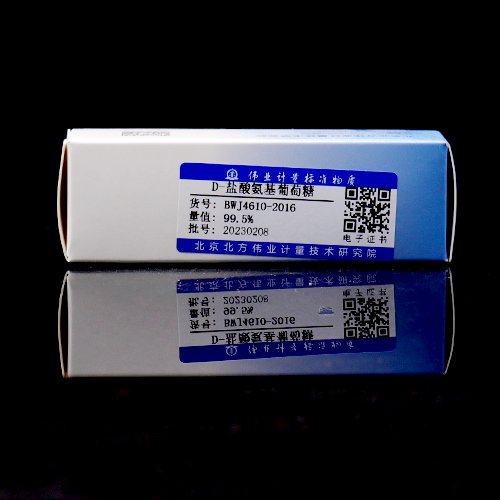 伟业计量标准物质
D-盐酸氨基葡萄糖
货号: BWJ4610-2016
量值: 99.5%
批号: 20230208
电子证书
北京北方伟业计量技术研究院